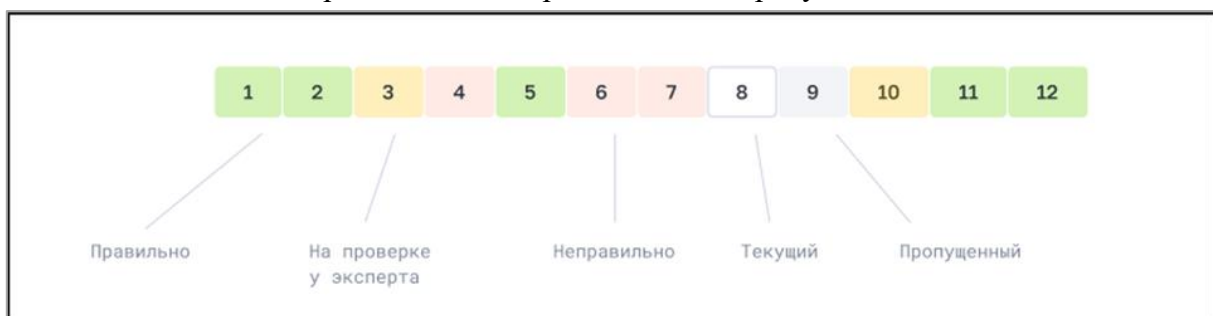 1 2 3 4 5 6 7 8 9 10 11 12
Правильно На проверке Неправильно Текущий Пропущенный
у эксперта